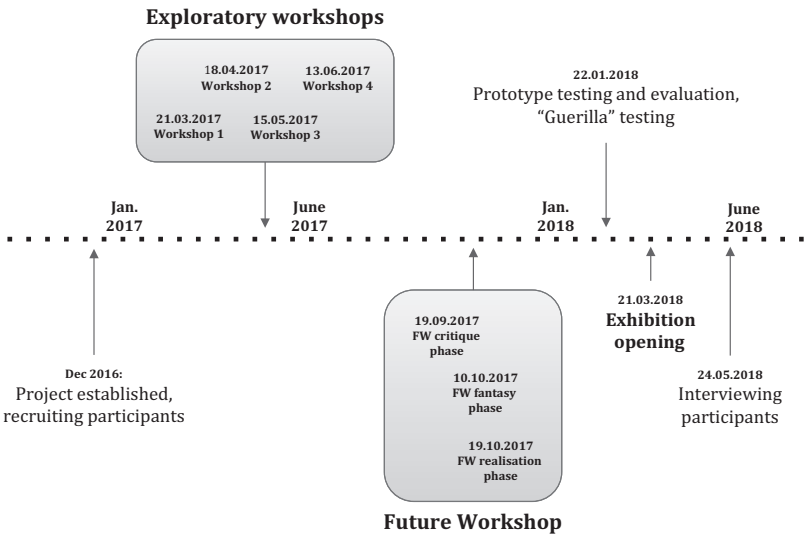 Exploratory workshops
18.04.2017
Workshop 2
13.06.2017
Workshop 4
21.03.2017
Workshop 1
15.05.2017
Workshop 3
22.01.2018
Prototype testing and evaluation,
“Guerilla” testing
Jan.
2017
June
2017
Jan.
2018
June
2018
Dec 2016:
Project established,
recruiting participants
19.09.2017
FW critique
phase
10.10.2017
FW fantasy
phase
19.10.2017
FW realisation
phase
Future Workshop
21.03.2018
Exhibition
opening
24.05.2018
Interviewing
participants